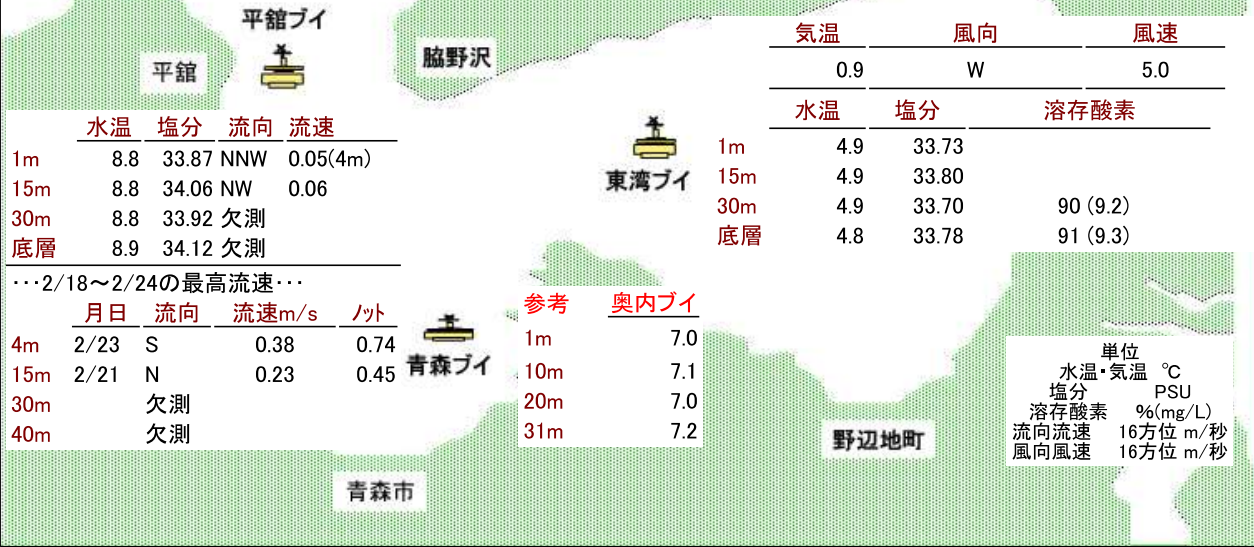 平舘ブイ
平舘
脇野沢
水温 塩分 流向 流速
1m 8.8 33.87 NNW 0.05(4m)
15m 8.8 34.06 NW 0.06
30m 8.8 33.92 欠測
底層 8.9 34.12 欠測
…2/18～2/24の最高流速…
月日 流向 流速m/s ノット
4m 2/23 S 0.38 0.74
15m 2/21 N 0.23 0.45
30m 欠測
40m 欠測
気温 風向 風速
0.9 W 5.0
水温 塩分 溶存酸素
1m 4.9 33.73
15m 4.9 33.80
30m 4.9 33.70 90 (9.2)
底層 4.8 33.78 91 (9.3)
東湾ブイ
青森ブイ
参考 奥内ブイ
1m 7.0
10m 7.1
20m 7.0
31m 7.2
青森市
野辺地町
単位
水温・気温 ℃
塩分 PSU
溶存酸素 %(mg/L)
流向流速 16方位 m/秒
風向風速 16方位 m/秒